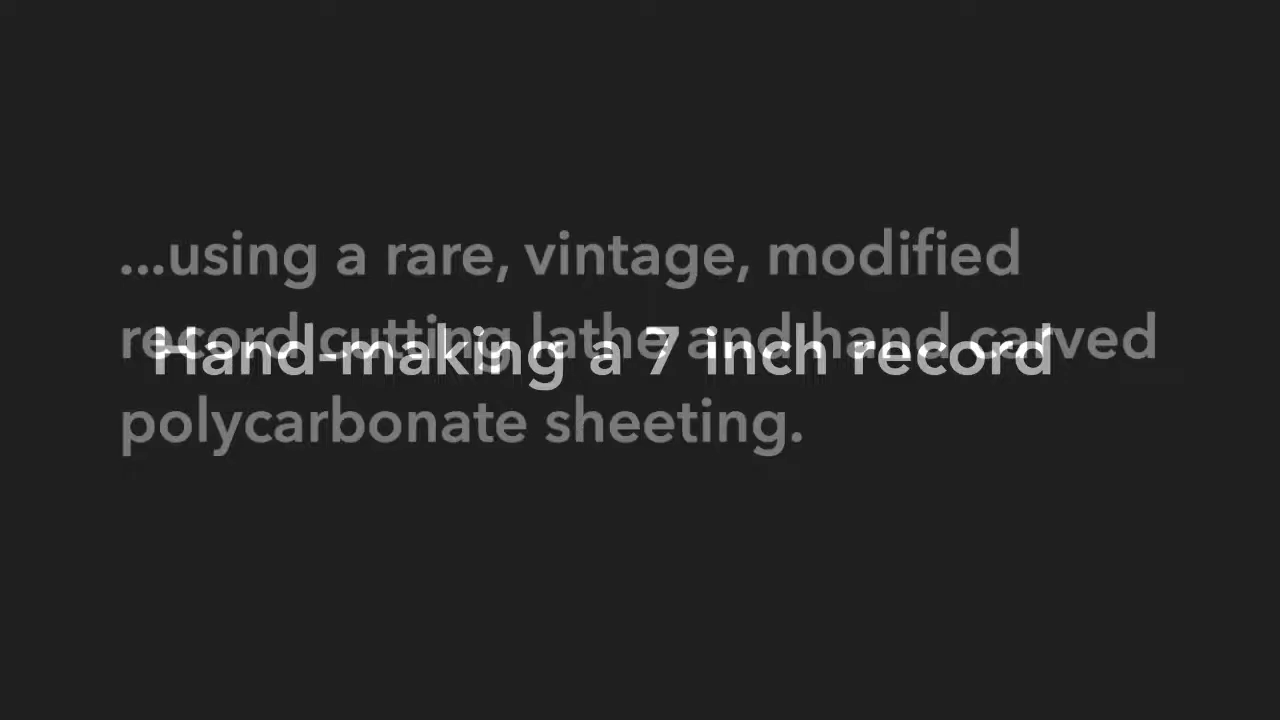 ...using a rare, vintage, modified
record cutting lathe and hand carved
Hand-making a 7 inch record
polycarbonate sheeting.